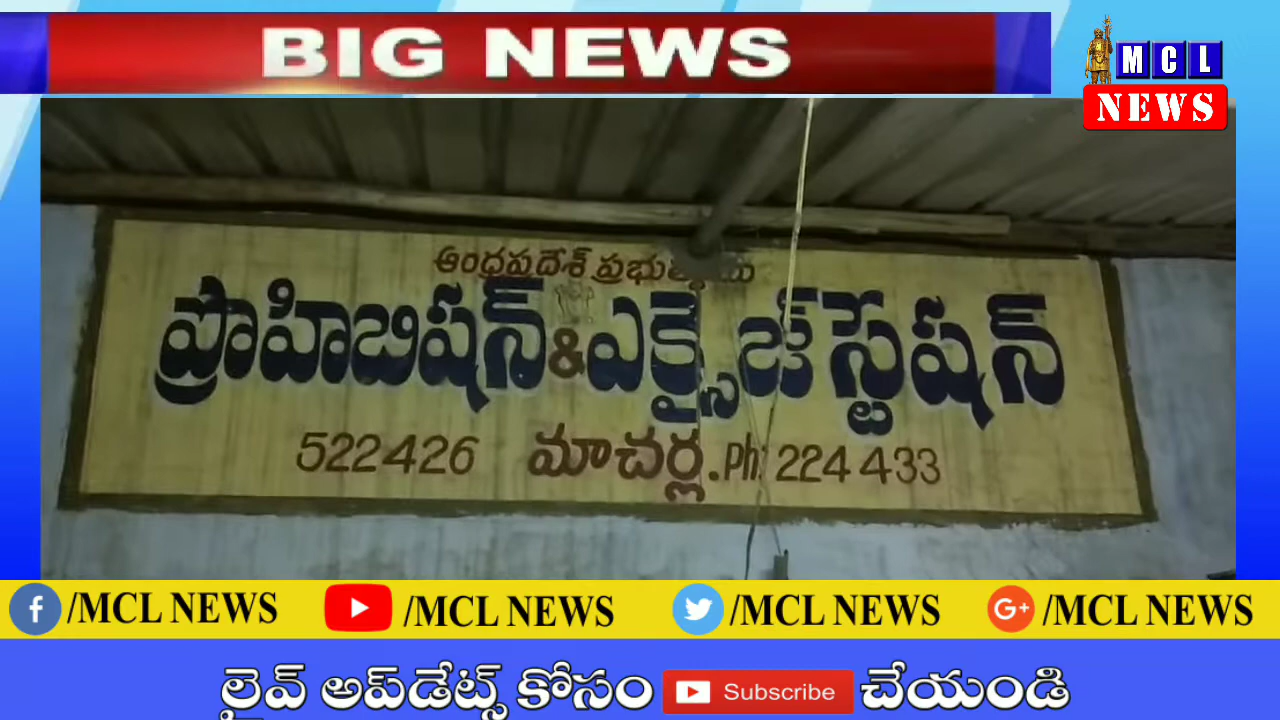 BIG NEWS
MCL
NEWS
ఆంధ్రప్రదేశ్ ప్రభుత్వము
ప్రొహిబిషన్ & ఎక్సైజ్ స్టేషన్
522426 మాచర్ల. Ph: 224433
/MCL NEWS /MCL NEWS /MCL NEWS G+ /MCL NEWS
లైవ్ అప్‌డేట్స్ కోసం Subscribe చేయండి